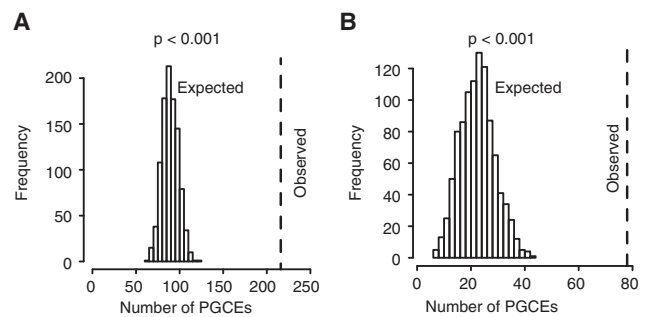 A
p < 0.001
Expected
Observed
Frequency
200
150
100
50
0
0 50 100 150 200 250
Number of PGCEs
B
p < 0.001
Expected
Observed
Frequency
120
100
80
60
40
20
0
0 20 40 60 80
Number of PGCEs